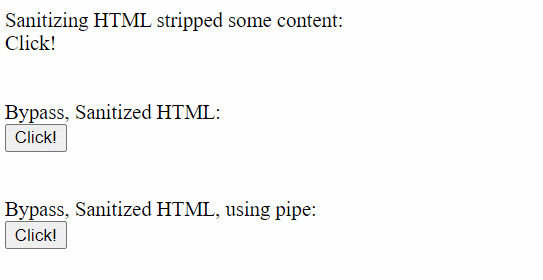 Sanitizing HTML stripped some content:
Click!
Bypass, Sanitized HTML:
Click!
Bypass, Sanitized HTML, using pipe:
Click!